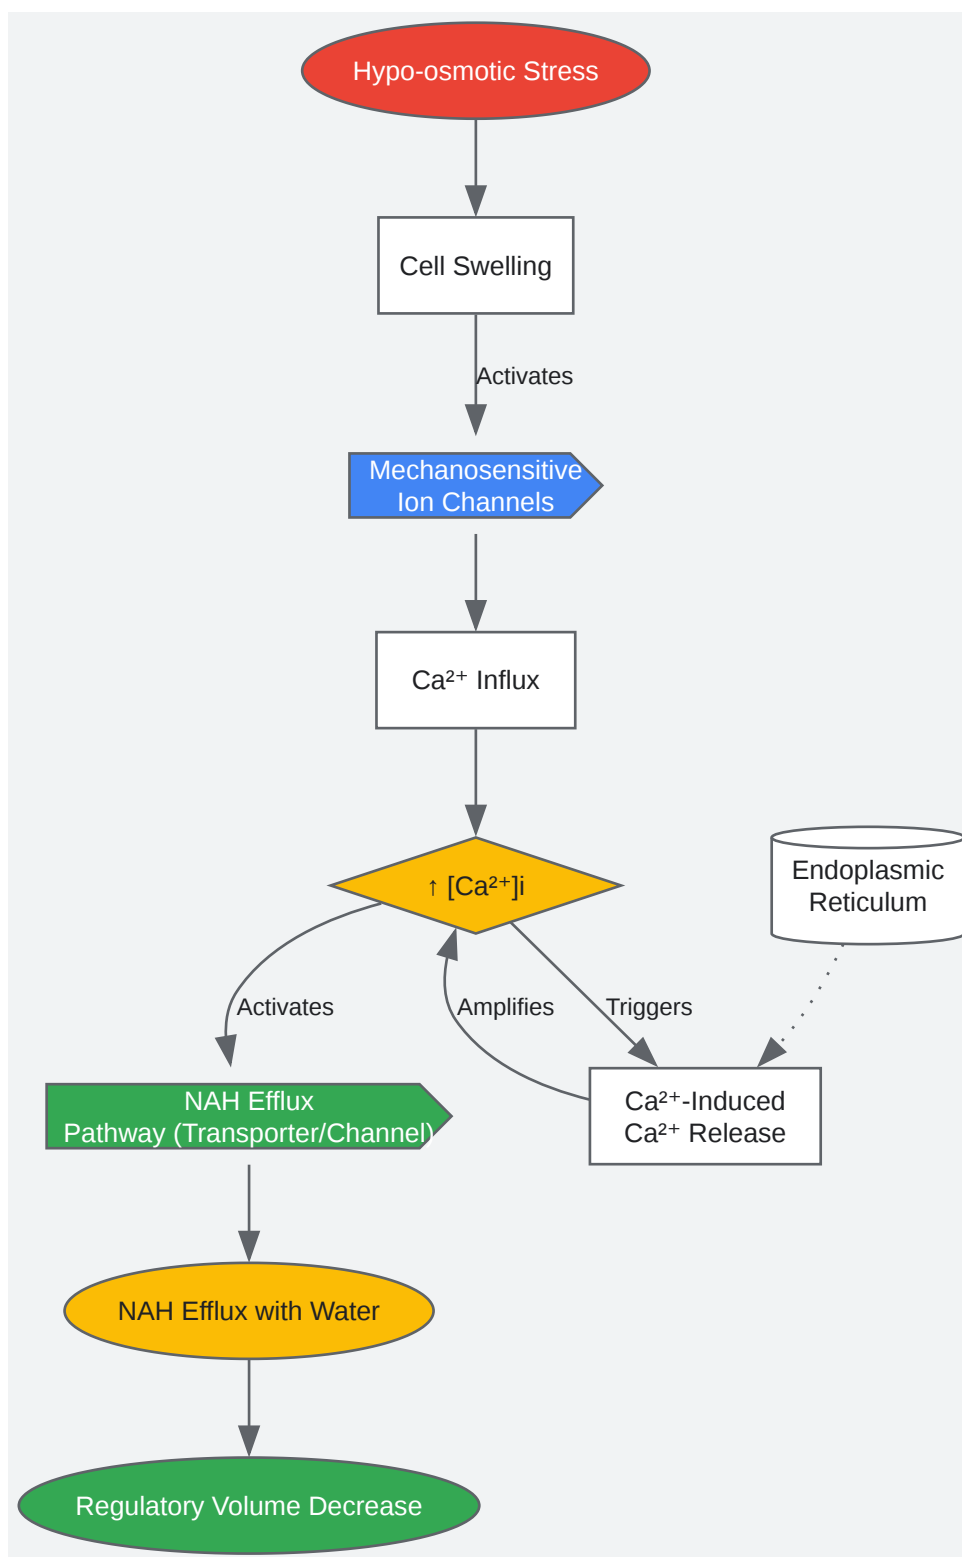 Hypo-osmotic Stress
Cell Swelling
Activates
Mechanosensitive
Ion Channels
Ca²⁺ Influx
↑ [Ca²⁺]i
Endoplasmic
Reticulum
Activates
Amplifies
Triggers
NAH Efflux
Pathway (Transporter/Channel)
Ca²⁺-Induced
Ca²⁺ Release
NAH Efflux with Water
Regulatory Volume Decrease